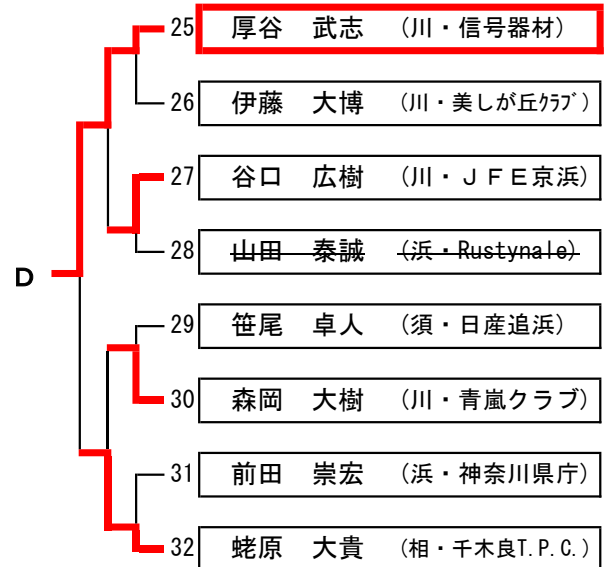 25 厚谷 武志 (川・信号器材)
26 伊藤 大博 (川・美しが丘ｸﾗﾌﾞ)
27 谷口 広樹 (川・ＪＦＥ京浜)
28 山田 泰誠 (浜・Rustynale)
D
29 笹尾 卓人 (須・日産追浜)
30 森岡 大樹 (川・青嵐クラブ)
31 前田 崇宏 (浜・神奈川県庁)
32 蛯原 大貴 (相・千木良T.P.C.)